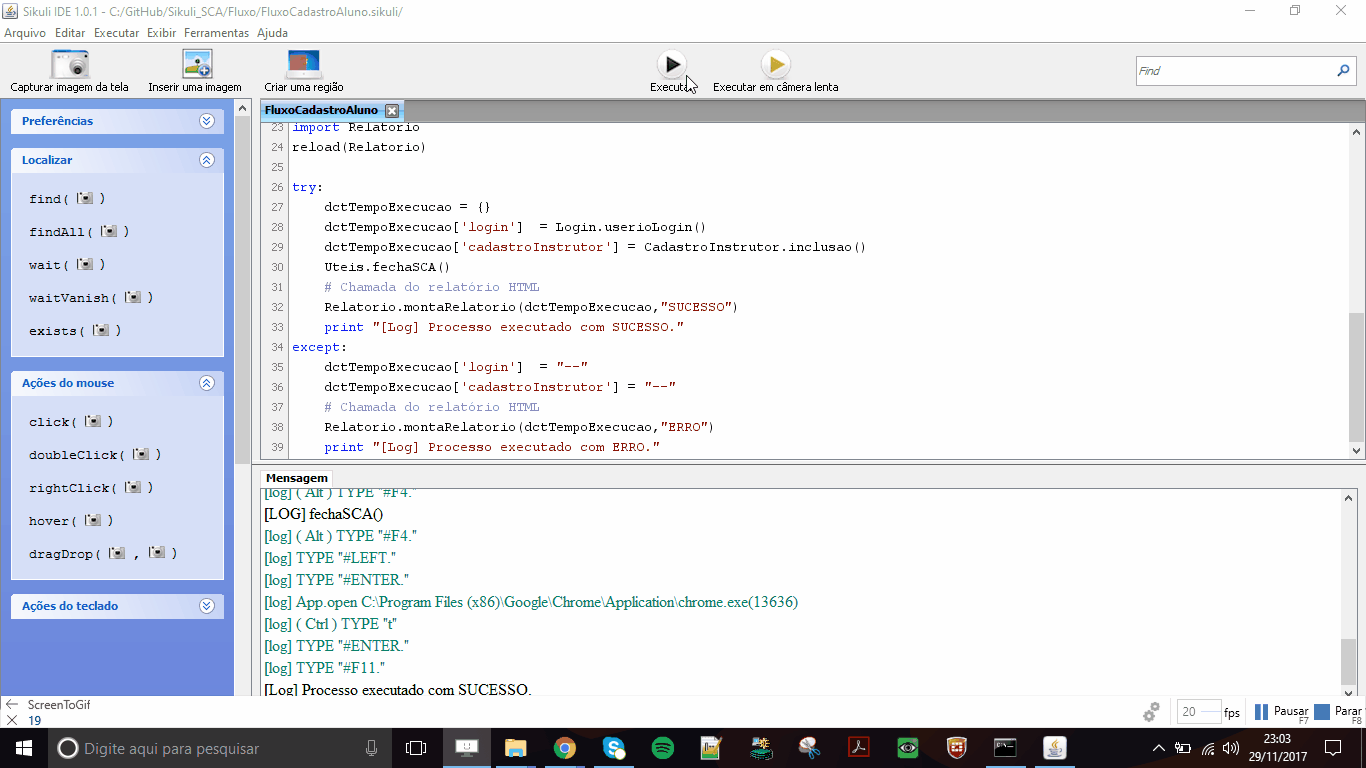 Sikuli IDE 1.0.1 - C:/GitHub/Sikuli_SCA/Fluxo/FluxoCadastroAluno.sikuli/
Arquivo Editar Executar Exibir Ferramentas Ajuda
Capturar imagem da tela Inserir uma imagem Criar uma região Executar Executar em câmera lenta Find
Preferências
Localizar
find( )
findAll( )
wait( )
waitVanish( )
exists( )
Ações do mouse
click( )
doubleClick( )
rightClick( )
hover( )
dragDrop( , )
Ações do teclado
FluxoCadastroAluno
23 import Relatorio
24 reload(Relatorio)
25
26 try:
27 dctTempoExecucao = {}
28 dctTempoExecucao['login']  = Login.userioLogin()
29 dctTempoExecucao['cadastroInstrutor'] = CadastroInstrutor.inclusao()
30 Uteis.fechaSCA()
31 # Chamada do relatório HTML
32 Relatorio.montaRelatorio(dctTempoExecucao,"SUCESSO")
33 print "[Log] Processo executado com SUCESSO."
34 except:
35 dctTempoExecucao['login']  = "--"
36 dctTempoExecucao['cadastroInstrutor'] = "--"
37 # Chamada do relatório HTML
38 Relatorio.montaRelatorio(dctTempoExecucao,"ERRO")
39 print "[Log] Processo executado com ERRO."
Mensagem
[log] ( Alt ) TYPE "#F4."
[LOG] fechaSCA()
[log] ( Alt ) TYPE "#F4."
[log] TYPE "#LEFT."
[log] TYPE "#ENTER."
[log] App.open C:\Program Files (x86)\Google\Chrome\Application\chrome.exe(13636)
[log] ( Ctrl ) TYPE "t"
[log] TYPE "#ENTER."
[log] TYPE "#F11."
[Log] Processo executado com SUCESSO.
ScreenToGif
19
20 fps Pausar F7 Parar F8
Digite aqui para pesquisar
23:03
29/11/2017